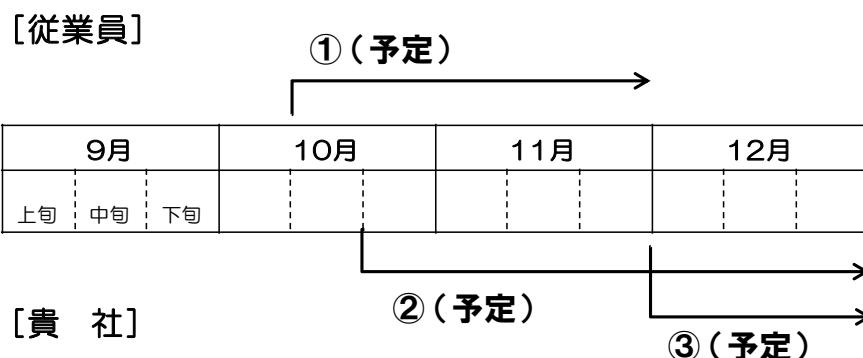 [従業員]
①(予定)
9月 10月 11月 12月
上旬 中旬 下旬
②(予定)
[貴 社]
③(予定)